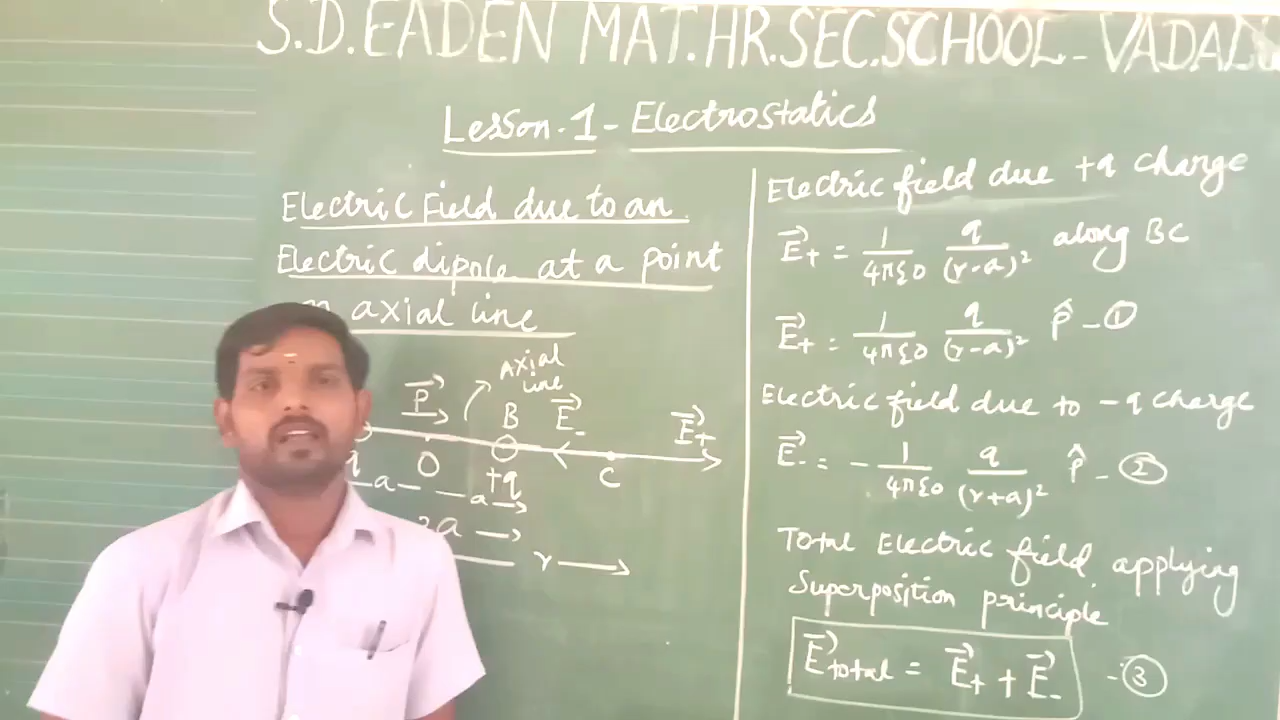 S.D.EADEN MAT.HR.SEC.SCHOOL - VADAL
Lesson.1 - Electrostatics
Electric Field due to an
Electric dipole at a point
axial line
Axial
line
P⃗
B
E⃗₋
E⃗₊
q
O
+q
C
a
a
2a
r
Electric field due +q charge
E⃗₊ = 1/4πε0 q/(r-a)² along BC
E⃗₊ = 1/4πε0 q/(r-a)² P̂ - ①
Electric field due to -q charge
E⃗₋ = - 1/4πε0 q/(r+a)² P̂ - ②
Total Electric field, applying
Superposition principle
E⃗total = E⃗₊ + E⃗₋ - ③